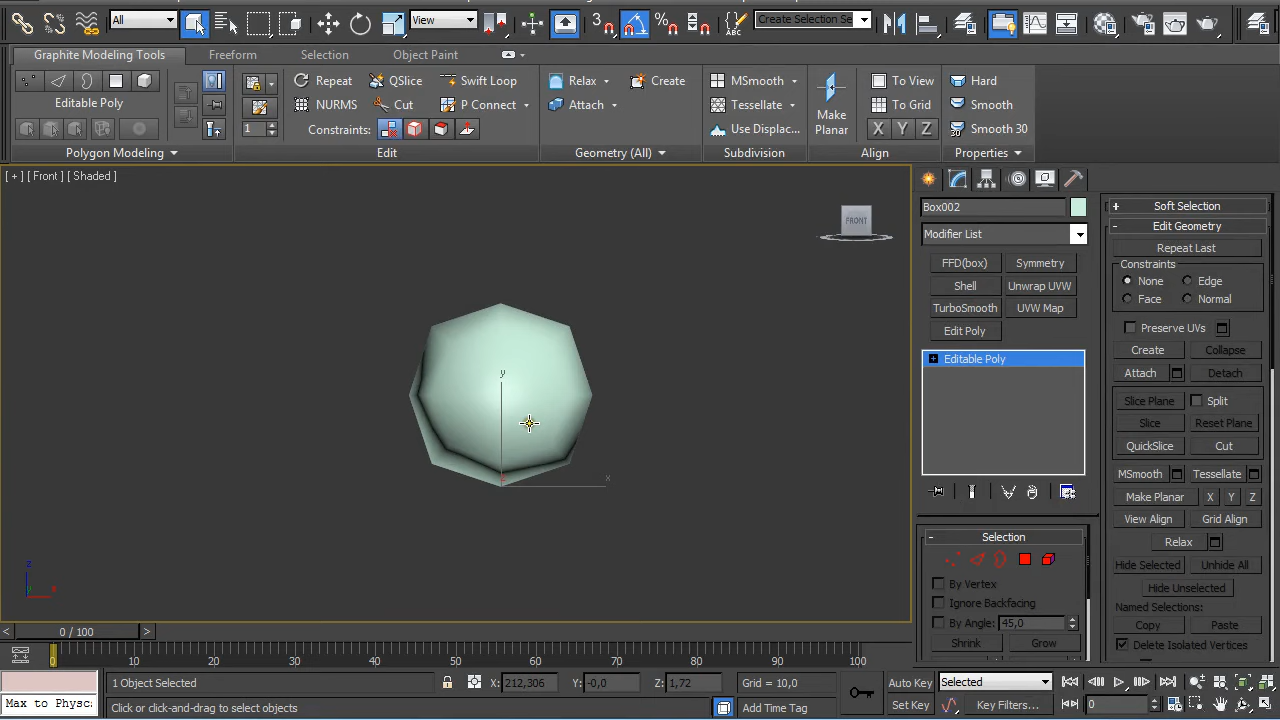 All
View
3
%
ABC
Create Selection Se
Graphite Modeling Tools
Freeform
Selection
Object Paint
Repeat
QSlice
Swift Loop
Relax
Create
MSmooth
To View
Hard
Editable Poly
NURMS
Cut
P Connect
Attach
Tessellate
Make
Planar
To Grid
Smooth
1
Constraints:
Use Displac...
X Y Z
Smooth 30
Polygon Modeling
Edit
Geometry (All)
Subdivision
Align
Properties
[ + ] [ Front ] [ Shaded ]
FRONT
y
x
z
x
Box002
Modifier List
FFD(box)
Symmetry
Shell
Unwrap UVW
TurboSmooth
UVW Map
Edit Poly
Editable Poly
Selection
By Vertex
Ignore Backfacing
By Angle: 45,0
Shrink
Grow
+ Soft Selection
- Edit Geometry
Repeat Last
Constraints
None
Edge
Face
Normal
Preserve UVs
Create
Collapse
Attach
Detach
Slice Plane
Split
Slice
Reset Plane
QuickSlice
Cut
MSmooth
Tessellate
Make Planar
X Y Z
View Align
Grid Align
Relax
Hide Selected
Unhide All
Hide Unselected
Named Selections:
Copy
Paste
Delete Isolated Vertices
< 0 / 100 >
0 10 20 30 40 50 60 70 80 90 100
1 Object Selected
X: 212,306
Y: -0,0
Z: 1,72
Grid = 10,0
Auto Key
Selected
Max to Physc
Click or click-and-drag to select objects
Add Time Tag
Set Key
Key Filters...
0